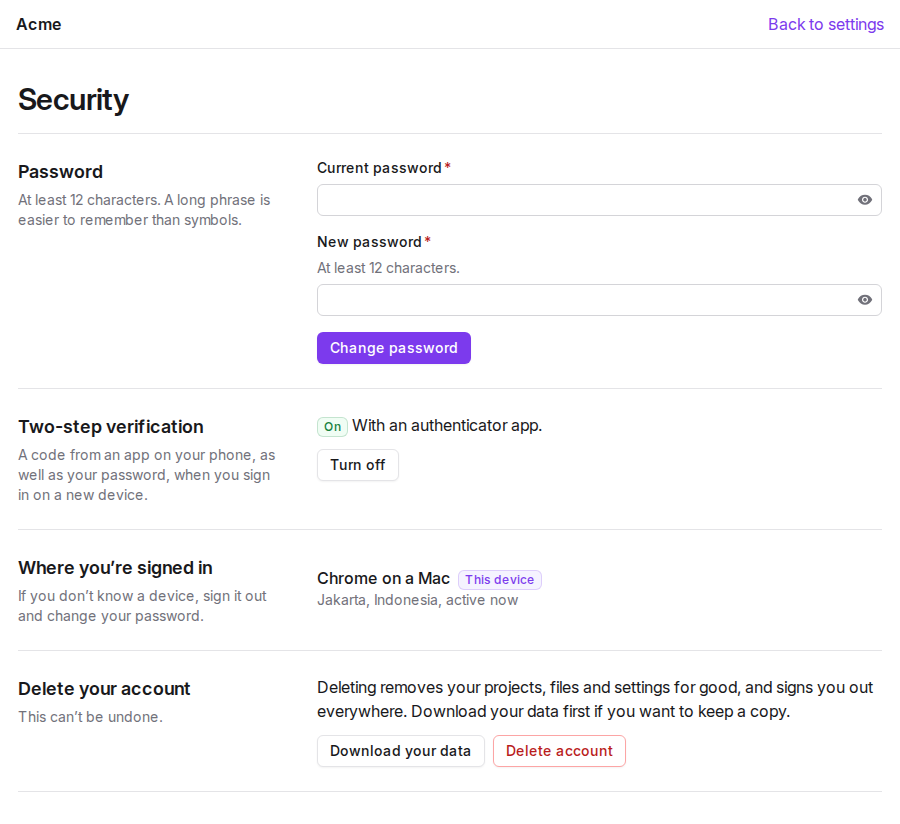 Acme
Back to settings
Security
Password
At least 12 characters. A long phrase is
easier to remember than symbols.
Current password *
New password *
At least 12 characters.
Change password
Two-step verification
A code from an app on your phone, as
well as your password, when you sign
in on a new device.
On With an authenticator app.
Turn off
Where you’re signed in
If you don’t know a device, sign it out
and change your password.
Chrome on a Mac This device
Jakarta, Indonesia, active now
Delete your account
This can’t be undone.
Deleting removes your projects, files and settings for good, and signs you out
everywhere. Download your data first if you want to keep a copy.
Download your data
Delete account